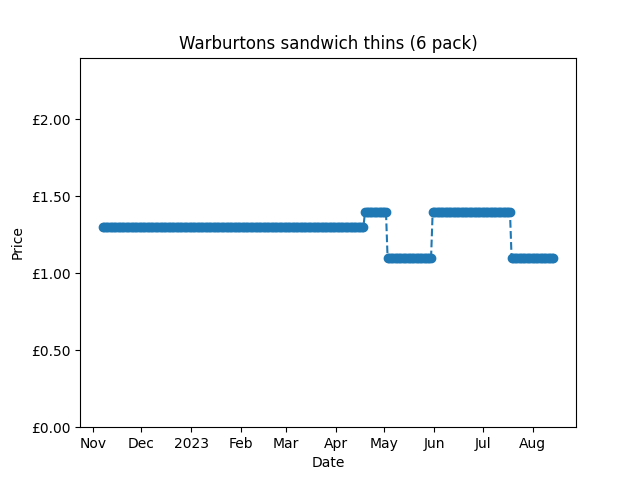 Warburtons sandwich thins (6 pack)
£2.00
£1.50
£1.00
£0.50
£0.00
Price
Nov Dec 2023 Feb Mar Apr May Jun Jul Aug
Date